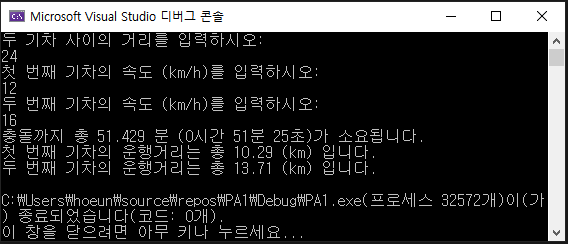 Microsoft Visual Studio 디버그 콘솔
두 기차 사이의 거리를 입력하시오:
24
첫 번째 기차의 속도 (km/h)를 입력하시오:
12
두 번째 기차의 속도 (km/h)를 입력하시오:
16
충돌까지 총 51.429 분 (0시간 51분 25초)가 소요됩니다.
첫 번째 기차의 운행거리는 총 10.29 (km) 입니다.
두 번째 기차의 운행거리는 총 13.71 (km) 입니다.
C:₩Users₩hoeun₩source₩repos₩PA1₩Debug₩PA1.exe(프로세스 32572개)이(가
) 종료되었습니다(코드: 0개).
이 창을 닫으려면 아무 키나 누르세요...